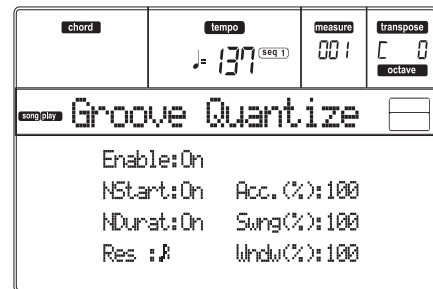 chord tempo measure transpose
♩= 137 seq 1 001 C 0
octave
song play Groove Quantize
Enable:On
NStart:On Acc.(%):100
NDurat:On Swng(%):100
Res :♪ Wndw(%):100